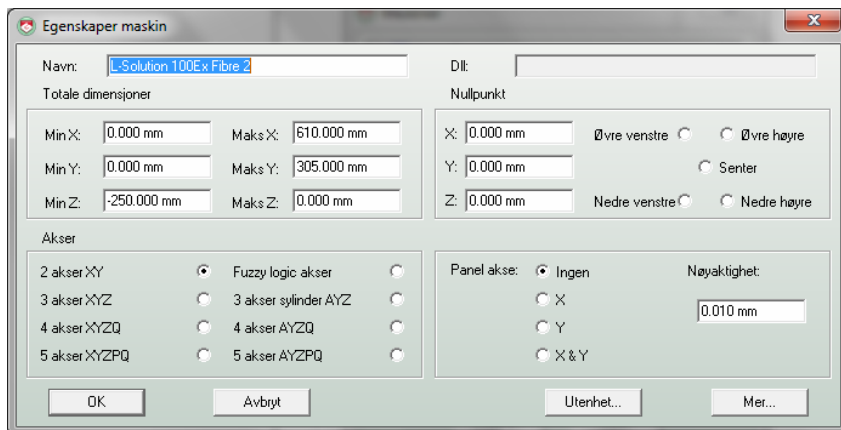 Egenskaper maskin
Navn: L-Solution 100Ex Fibre 2
Dll:
Totale dimensjoner
Nullpunkt
Min X: 0.000 mm Maks X: 610.000 mm
X: 0.000 mm Øvre venstre Øvre høyre
Min Y: 0.000 mm Maks Y: 305.000 mm
Y: 0.000 mm Senter
Min Z: -250.000 mm Maks Z: 0.000 mm
Z: 0.000 mm Nedre venstre Nedre høyre
Akser
2 akser XY Fuzzy logic akser
3 akser XYZ 3 akser sylinder AYZ
4 akser XYZQ 4 akser AYZQ
5 akser XYZPQ 5 akser AYZPQ
Panel akse: Ingen Nøyaktighet:
X
0.010 mm
Y
X & Y
OK Avbryt Utenhet... Mer...